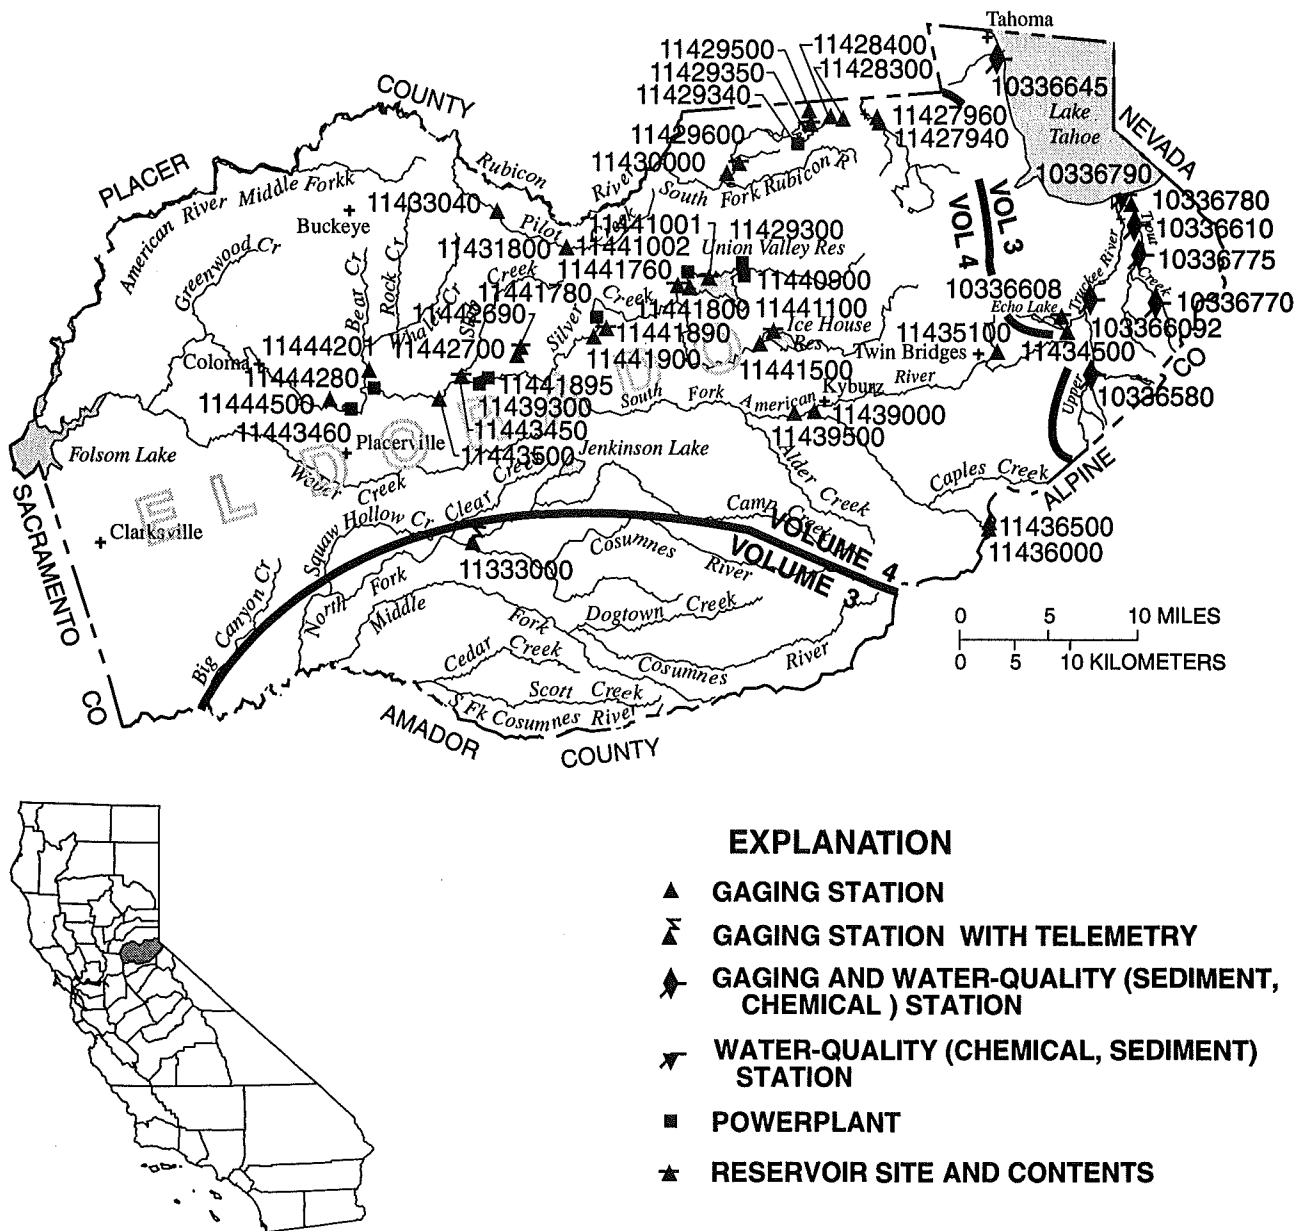 Tahoma
11429500
11428400
11429350
11428300
11429340
10336645
COUNTY
11427960
Lake
Tahoe
11427940
NEVADA
11429600
11430000
PLACER
Rubicon
River
South Fork Rubicon R
10336790
American River Middle Forkk
11433040
10336780
Buckeye
Pilot
Creek
11441001
11429300
VOL 3
VOL 4
10336610
Trout
Creek
Greenwood Cr
11431800
11441002
Union Valley Res
10336775
Truckee River
Upper
Bear Cr
Rock Cr
Creek
11441760
11440900
10336608
10336770
11441780
Creek
11441800
11441100
Echo Lake
Whaler Cr
11442690
Silver
11441890
Ice House
Res
11435100
10336092
Coloma
11444201
11442700
11441900
11441500
Twin Bridges
11434500
CO
11444280
11441895
Kyburz
River
11444500
11439300
South Fork American
11439000
10336580
11443460
Placerville
11443450
11439500
Folsom Lake
11443500
Jenkinson Lake
Weber
Creek
Creek
Alder Creek
Caples Creek
ALPINE
EL DORADO
SACRAMENTO
CO
Clarksville
Squaw Hollow Cr
Clear
Camp Creek
VOLUME 4
VOLUME 3
11436500
11436000
Cosumnes
River
11333000
Big Canyon Cr
North Fork
Middle
Fork
Dogtown Creek
0 5 10 MILES
Cedar
Creek
Cosumnes
River
0 5 10 KILOMETERS
Scott Creek
S Fk Cosumnes River
AMADOR
COUNTY
EXPLANATION
GAGING STATION
GAGING STATION WITH TELEMETRY
GAGING AND WATER-QUALITY (SEDIMENT,
CHEMICAL ) STATION
WATER-QUALITY (CHEMICAL, SEDIMENT)
STATION
POWERPLANT
RESERVOIR SITE AND CONTENTS